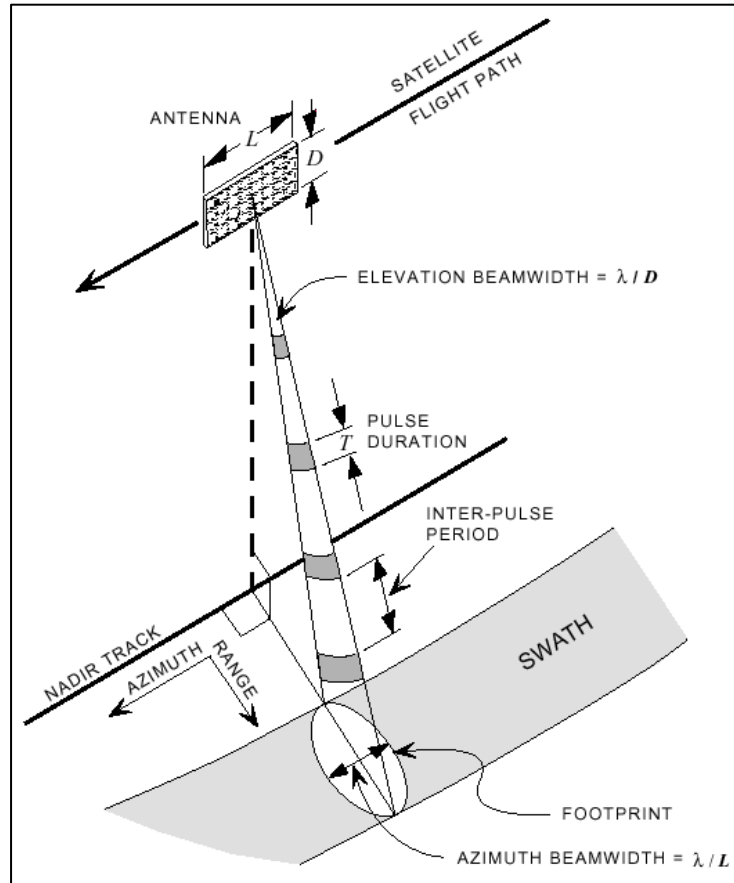 SATELLITE
FLIGHT PATH
ANTENNA
L
D
ELEVATION BEAMWIDTH = λ / D
PULSE
DURATION
T
INTER-PULSE
PERIOD
SWATH
NADIR TRACK
AZIMUTH
RANGE
FOOTPRINT
AZIMUTH BEAMWIDTH = λ / L